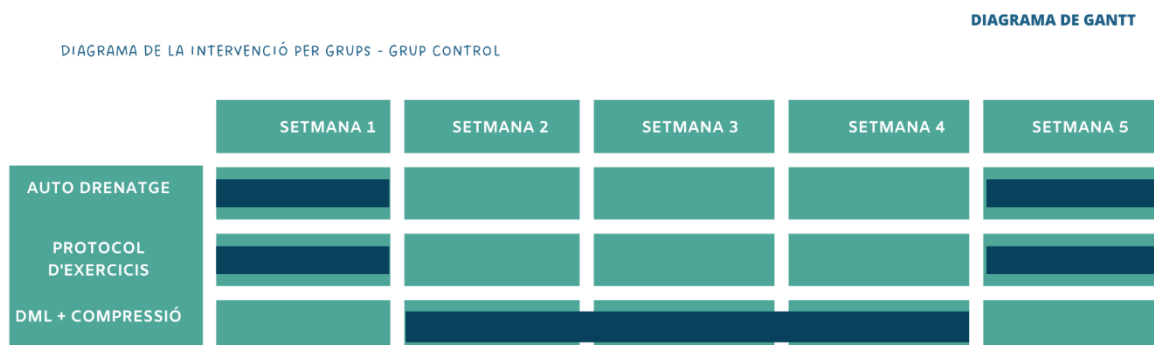 DIAGRAMA DE GANTT
DIAGRAMA DE LA INTERVENCIÓ PER GRUPS - GRUP CONTROL
SETMANA 1 SETMANA 2 SETMANA 3 SETMANA 4 SETMANA 5
AUTO DRENATGE
PROTOCOL
D'EXERCICIS
DML + COMPRESSIÓ